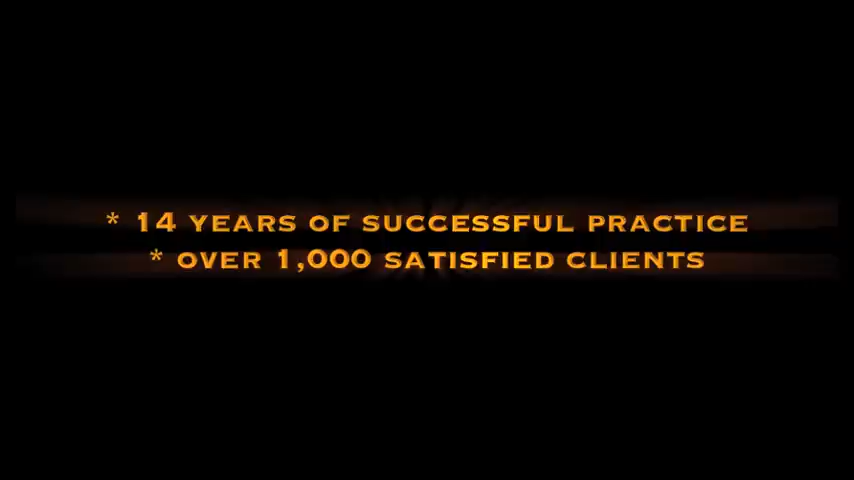 * 14 YEARS OF SUCCESSFUL PRACTICE
* OVER 1,000 SATISFIED CLIENTS